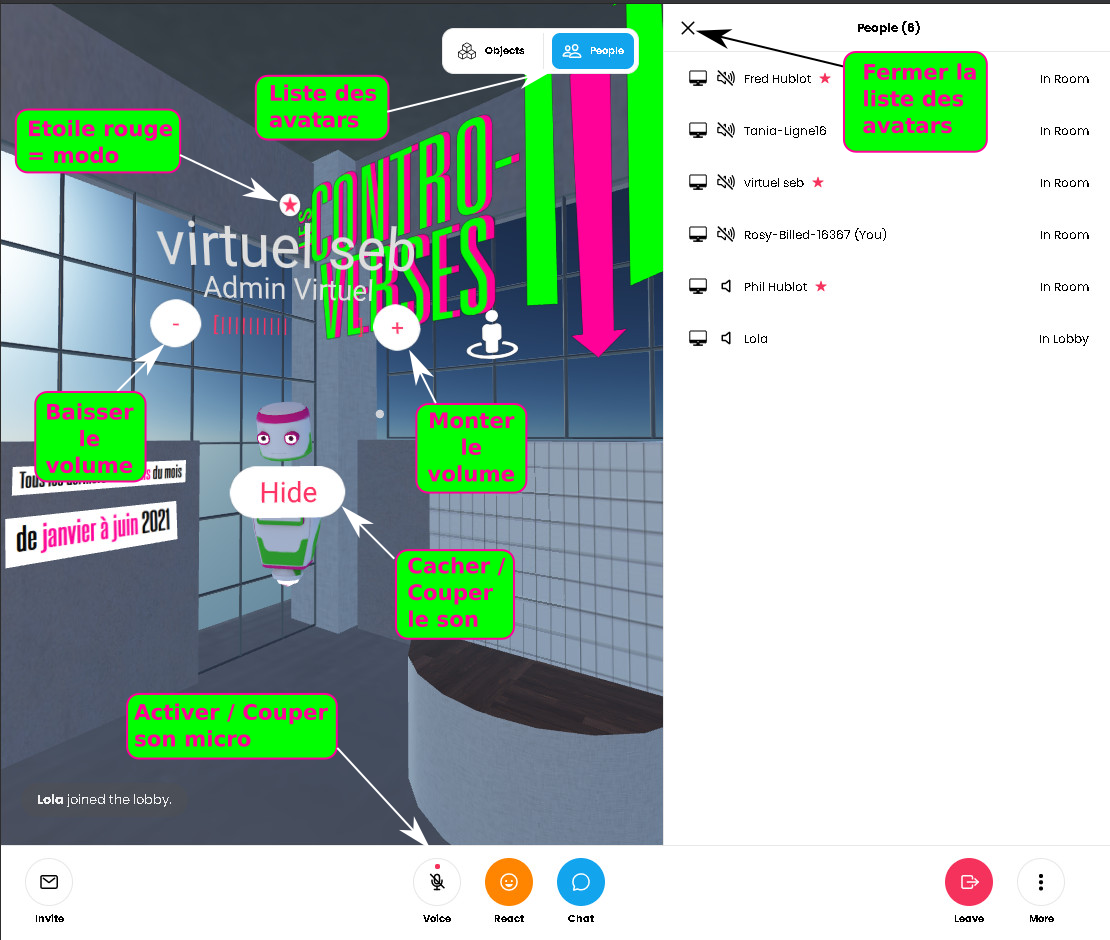 Objects
People
People (6)
Liste des
avatars
Fermer la
liste des
avatars
Etoile rouge
= modo
CONTRO-
VERSES
virtuel seb
Admin Virtuel
-
+
Baisser
le
volume
Monter
le
volume
Tous les du mois
de janvier à juin 2021
Hide
Cacher /
Couper
le son
Activer / Couper
son micro
Lola joined the lobby.
Fred Hublot In Room
Tania-Ligne16 In Room
virtuel seb In Room
Rosy-Billed-16367 (You) In Room
Phil Hublot In Room
Lola In Lobby
Invite
Voice
React
Chat
Leave
More